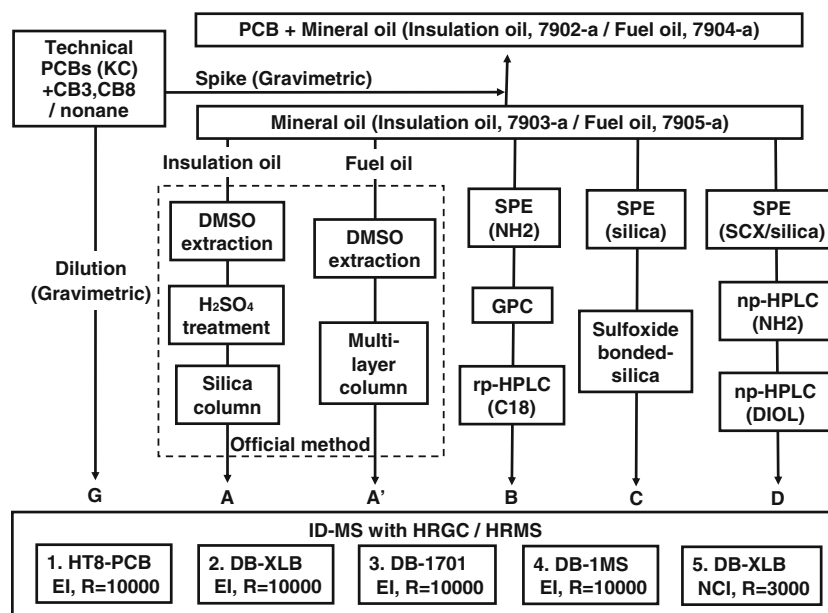 Technical
PCBs (KC)
+CB3,CB8
/ nonane
PCB + Mineral oil (Insulation oil, 7902-a / Fuel oil, 7904-a)
Spike (Gravimetric)
Mineral oil (Insulation oil, 7903-a / Fuel oil, 7905-a)
Insulation oil
Fuel oil
Dilution
(Gravimetric)
DMSO
extraction
H₂SO₄
treatment
Silica
column
DMSO
extraction
Multi-
layer
column
Official method
SPE
(NH2)
GPC
rp-HPLC
(C18)
SPE
(silica)
Sulfoxide
bonded-
silica
SPE
(SCX/silica)
np-HPLC
(NH2)
np-HPLC
(DIOL)
G A A' B C D
ID-MS with HRGC / HRMS
1. HT8-PCB
EI, R=10000
2. DB-XLB
EI, R=10000
3. DB-1701
EI, R=10000
4. DB-1MS
EI, R=10000
5. DB-XLB
NCI, R=3000